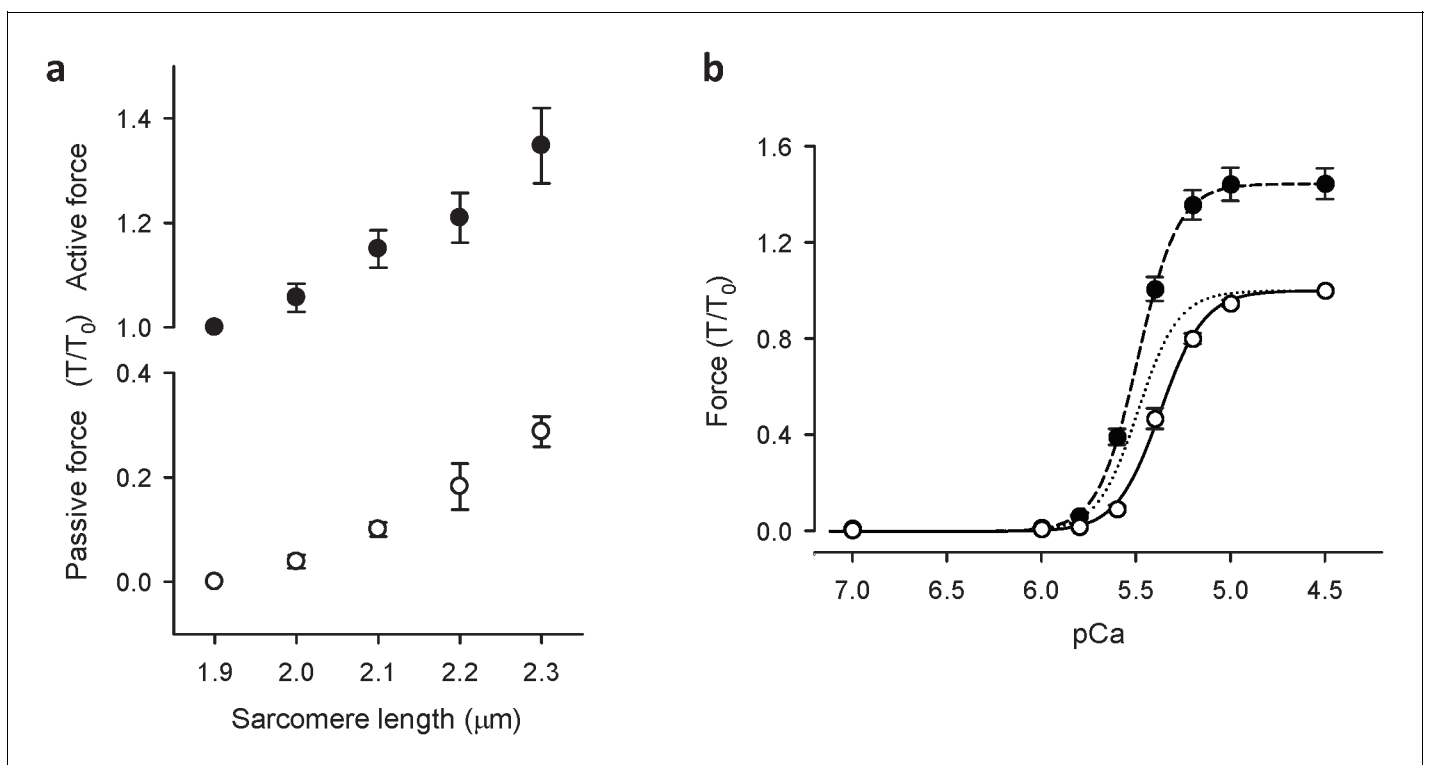 a
1.4
1.2
1.0
0.4
0.2
0.0
Passive force (T/T0) Active force
1.9 2.0 2.1 2.2 2.3
Sarcomere length (μm)
b
1.6
1.2
0.8
0.4
0.0
Force (T/T0)
7.0 6.5 6.0 5.5 5.0 4.5
pCa